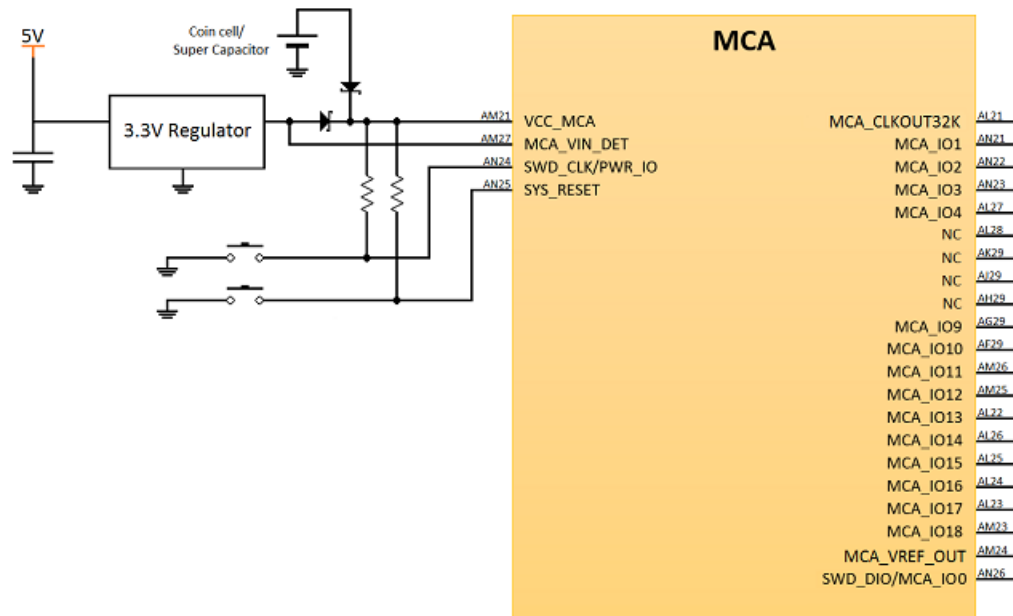 5V
Coin cell/
Super Capacitor
3.3V Regulator
MCA
AM21 VCC_MCA
AM27 MCA_VIN_DET
AN24 SWD_CLK/PWR_IO
AN25 SYS_RESET
MCA_CLKOUT32K AL21
MCA_IO1 AN21
MCA_IO2 AN22
MCA_IO3 AN23
MCA_IO4 AL27
NC AL28
NC AK29
NC AJ29
NC AH29
MCA_IO9 AG29
MCA_IO10 AF29
MCA_IO11 AM26
MCA_IO12 AM25
MCA_IO13 AL22
MCA_IO14 AL26
MCA_IO15 AL25
MCA_IO16 AL24
MCA_IO17 AL23
MCA_IO18 AM23
MCA_VREF_OUT AM24
SWD_DIO/MCA_IO0 AN26